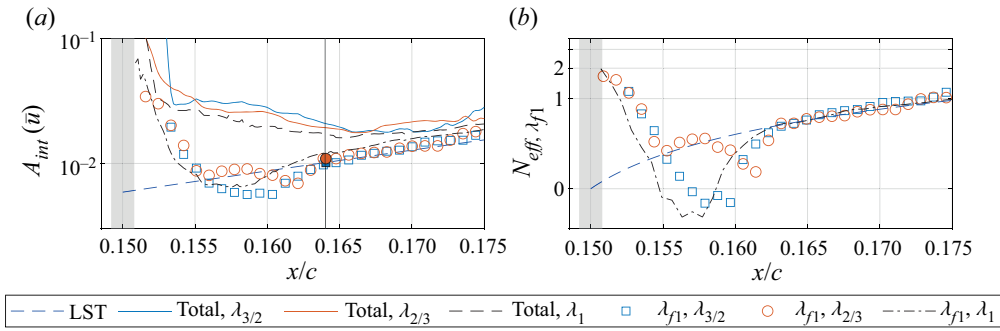 (a)
10⁻¹
10⁻²
A_int (ū)
0.150 0.155 0.160 0.165 0.170 0.175
x/c
(b)
2
1
0
N_eff, λ_f1
0.150 0.155 0.160 0.165 0.170 0.175
x/c
LST Total, λ_3/2 Total, λ_2/3 Total, λ_1 λ_f1, λ_3/2 λ_f1, λ_2/3 λ_f1, λ_1